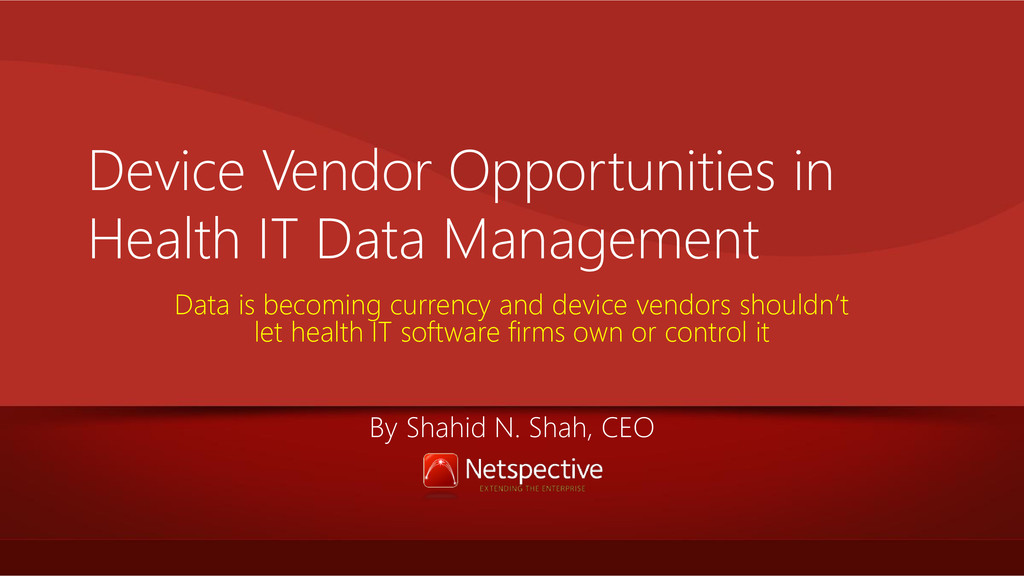 Device Vendor Opportunities in
Health IT Data Management
Data is becoming currency and device vendors shouldn’t
let health IT software firms own or control it
By Shahid N. Shah, CEO
Netspective
EXTENDING THE ENTERPRISE